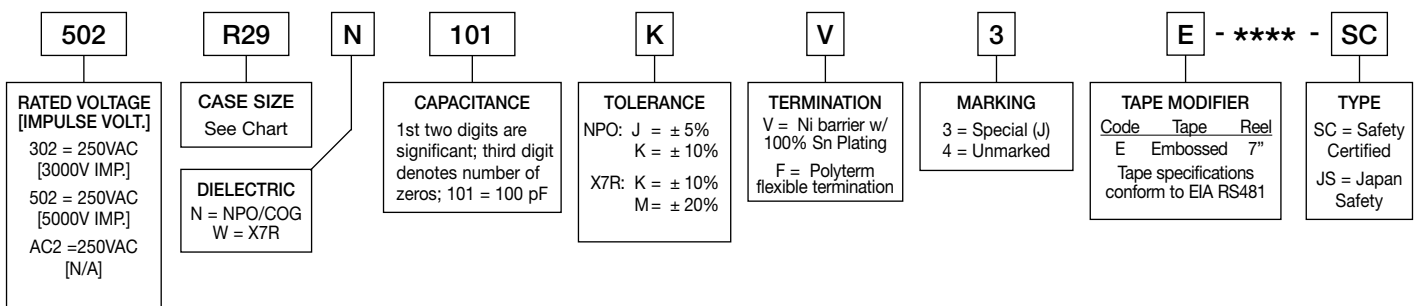 502 R29 N 101 K V 3 E - **** - SC
RATED VOLTAGE
[IMPULSE VOLT.]
302 = 250VAC
[3000V IMP.]
502 = 250VAC
[5000V IMP.]
AC2 =250VAC
[N/A]
CASE SIZE
See Chart
DIELECTRIC
N = NPO/COG
W = X7R
CAPACITANCE
1st two digits are
significant; third digit
denotes number of
zeros; 101 = 100 pF
TOLERANCE
NPO: J = ± 5%
K = ± 10%
X7R: K = ± 10%
M = ± 20%
TERMINATION
V = Ni barrier w/
100% Sn Plating
F = Polyterm
flexible termination
MARKING
3 = Special (J)
4 = Unmarked
TAPE MODIFIER
Code Tape Reel
E Embossed 7”
Tape specifications
conform to EIA RS481
TYPE
SC = Safety
Certified
JS = Japan
Safety